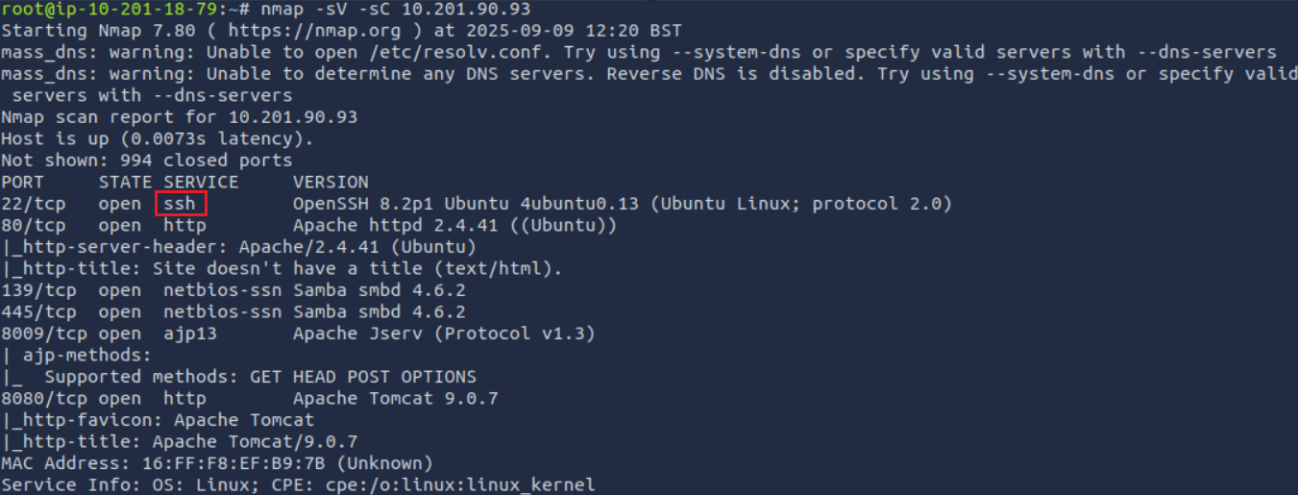 root@ip-10-201-18-79:~# nmap -sV -sC 10.201.90.93
Starting Nmap 7.80 ( https://nmap.org ) at 2025-09-09 12:20 BST
mass_dns: warning: Unable to open /etc/resolv.conf. Try using --system-dns or specify valid servers with --dns-servers
mass_dns: warning: Unable to determine any DNS servers. Reverse DNS is disabled. Try using --system-dns or specify valid
 servers with --dns-servers
Nmap scan report for 10.201.90.93
Host is up (0.0073s latency).
Not shown: 994 closed ports
PORT     STATE SERVICE     VERSION
22/tcp   open  ssh         OpenSSH 8.2p1 Ubuntu 4ubuntu0.13 (Ubuntu Linux; protocol 2.0)
80/tcp   open  http        Apache httpd 2.4.41 ((Ubuntu))
|_http-server-header: Apache/2.4.41 (Ubuntu)
|_http-title: Site doesn't have a title (text/html).
139/tcp  open  netbios-ssn Samba smbd 4.6.2
445/tcp  open  netbios-ssn Samba smbd 4.6.2
8009/tcp open  ajp13       Apache Jserv (Protocol v1.3)
| ajp-methods:
|_  Supported methods: GET HEAD POST OPTIONS
8080/tcp open  http        Apache Tomcat 9.0.7
|_http-favicon: Apache Tomcat
|_http-title: Apache Tomcat/9.0.7
MAC Address: 16:FF:F8:EF:B9:7B (Unknown)
Service Info: OS: Linux; CPE: cpe:/o:linux:linux_kernel